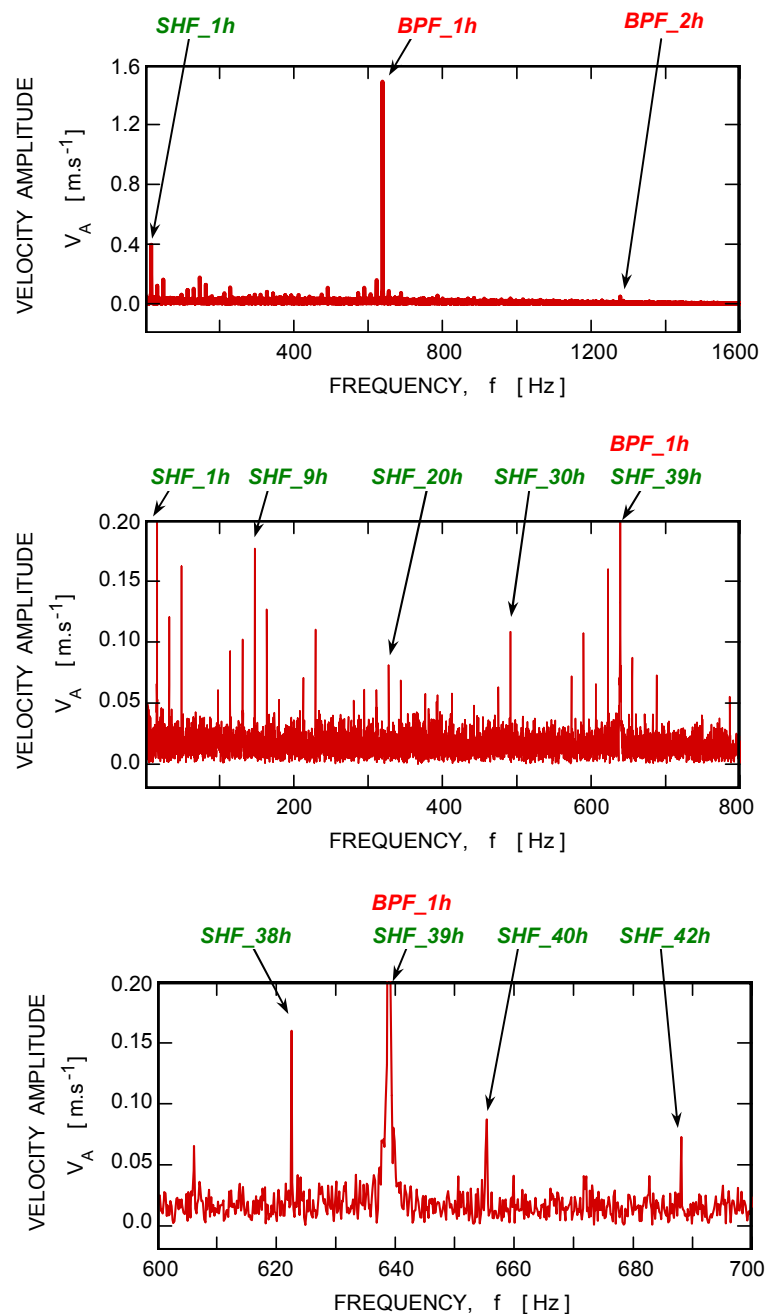 SHF_1h BPF_1h BPF_2h
VELOCITY AMPLITUDE
V_A [m.s^-1]
1.6
1.2
0.8
0.4
0.0
400 800 1200 1600
FREQUENCY, f [Hz]
BPF_1h
SHF_1h SHF_9h SHF_20h SHF_30h SHF_39h
VELOCITY AMPLITUDE
V_A [m.s^-1]
0.20
0.15
0.10
0.05
0.0
200 400 600 800
FREQUENCY, f [Hz]
BPF_1h
SHF_38h SHF_39h SHF_40h SHF_42h
VELOCITY AMPLITUDE
V_A [m.s^-1]
0.20
0.15
0.10
0.05
0.0
600 620 640 660 680 700
FREQUENCY, f [Hz]